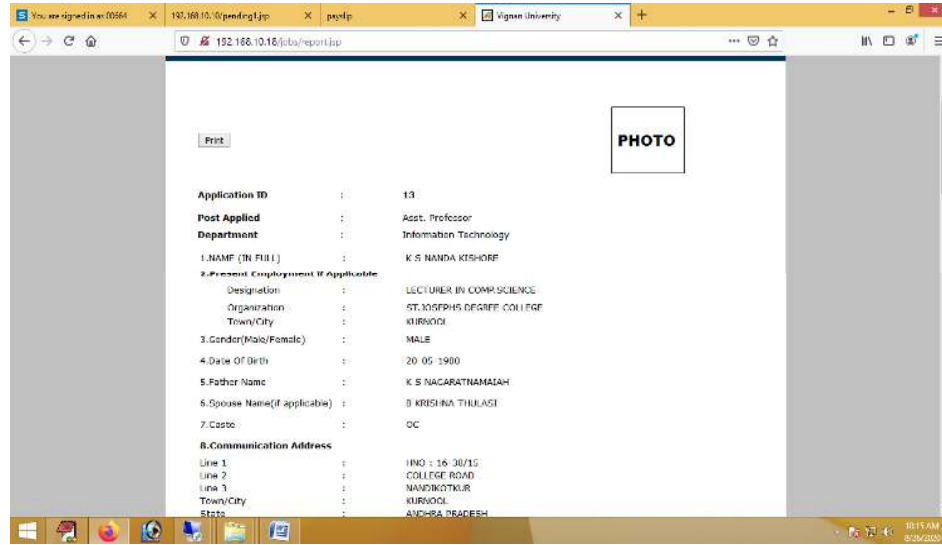 You are signed in as 00664
192.168.10.10/pending1.jsp
payslip
Vignan University
192.168.10.18/jobs/report.jsp
Print
PHOTO
Application ID : 13
Post Applied : Asst. Professor
Department : Information Technology
1.NAME (IN FULL) : K S NANDA KISHORE
2.Present Employment if Applicable
Designation : LECTURER IN COMP.SCIENCE
Organization : ST.JOSEPHS DEGREE COLLEGE
Town/City : KURNOOL
3.Gender(Male/Female) : MALE
4.Date Of Birth : 20-05-1980
5.Father Name : K S NAGARATNAMAIAH
6.Spouse Name(if applicable) : B KRISHNA THULASI
7.Caste : OC
8.Communication Address
Line 1 : HNO : 16-38/15
Line 2 : COLLEGE ROAD
Line 3 : NANDIKOTKUR
Town/City : KURNOOL
State : ANDHRA PRADESH
10:15 AM
8/26/2020